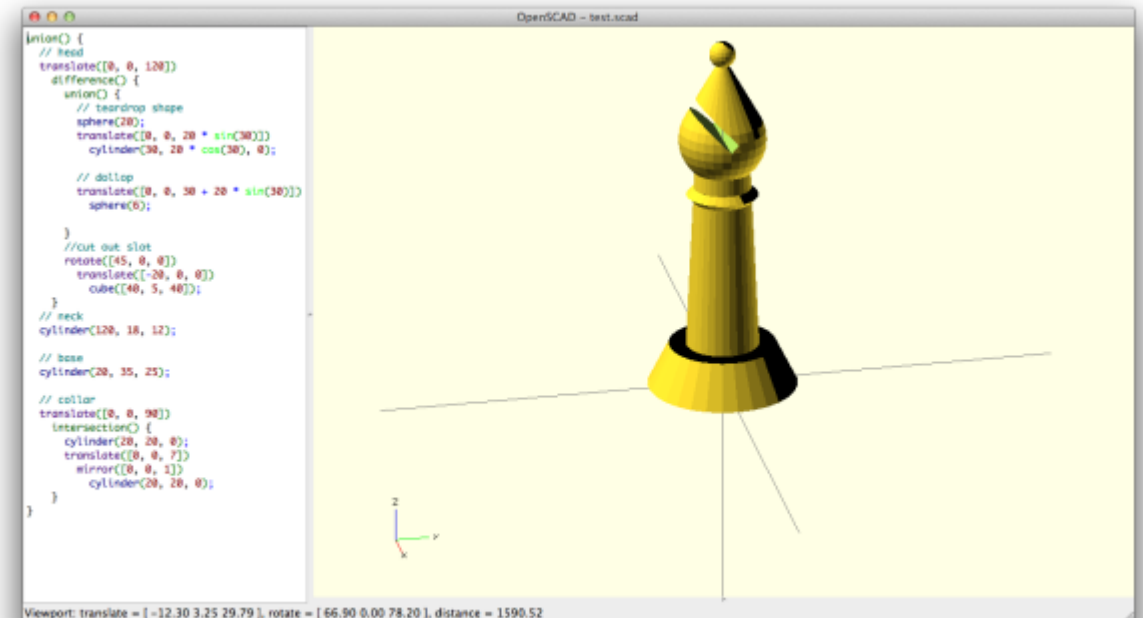 OpenSCAD – test.scad
union() {
// head
translate([0, 0, 120])
difference() {
union() {
// teardrop shape
sphere(20);
translate([0, 0, 20 * sin(30)])
cylinder(30, 20 * cos(30), 0);
// dollop
translate([0, 0, 30 + 20 * sin(30)])
sphere(6);
}
//cut out slot
rotate([45, 0, 0])
translate([-20, 0, 0])
cube([40, 5, 40]);
}
// neck
cylinder(120, 18, 12);
// base
cylinder(20, 35, 25);
// collar
translate([0, 0, 90])
intersection() {
cylinder(20, 20, 0);
translate([0, 0, 7])
mirror([0, 0, 1])
cylinder(20, 20, 0);
}
}
Z
Y
X
Viewport: translate = [ -12.30 3.25 29.79 ], rotate = [ 66.90 0.00 78.20 ], distance = 1590.52